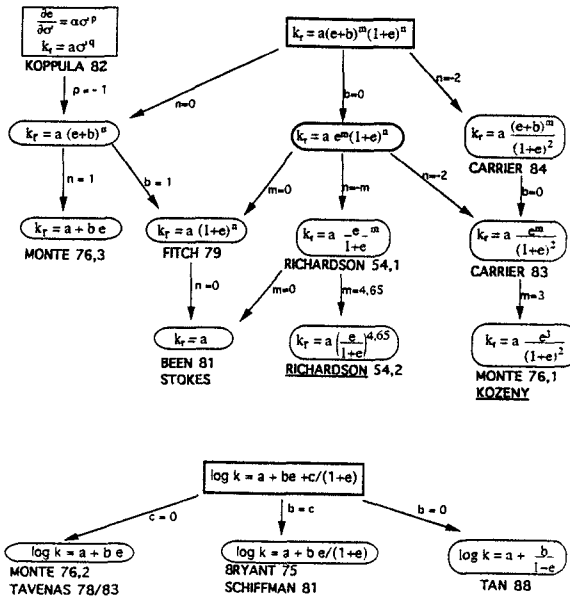 ∂e/∂σ' = ασ'^p
k_r = aσ'^q
KOPPULA 82
k_r = a(e+b)^m(1+e)^n
p = - 1
n=0
b=0
n=-2
k_r = a (e+b)^n
k_r = a e^m(1+e)^n
k_r = a (e+b)^m/(1+e)^2
CARRIER 84
n = 1
b = 1
m=0
n=-m
n=-2
b=0
k_r = a + b e
MONTE 76,3
k_r = a (1+e)^n
FITCH 79
k_r = a e/1+e^m
RICHARDSON 54,1
k_r = a e^m/(1+e)^2
CARRIER 83
n =0
m=0
m=4,65
m=3
k_r = a
BEEN 81
STOKES
k_r = a (e/1+e)^4,65
RICHARDSON 54,2
k_r = a e^3/(1+e)^2
MONTE 76,1
KOZENY
log k = a + be +c/(1+e)
c = 0
b = c
b = 0
log k = a + b e
MONTE 76,2
TAVENAS 78/83
log k = a + b e/(1+e)
BRYANT 75
SCHIFFMAN 81
log k = a + b/1-e
TAN 88